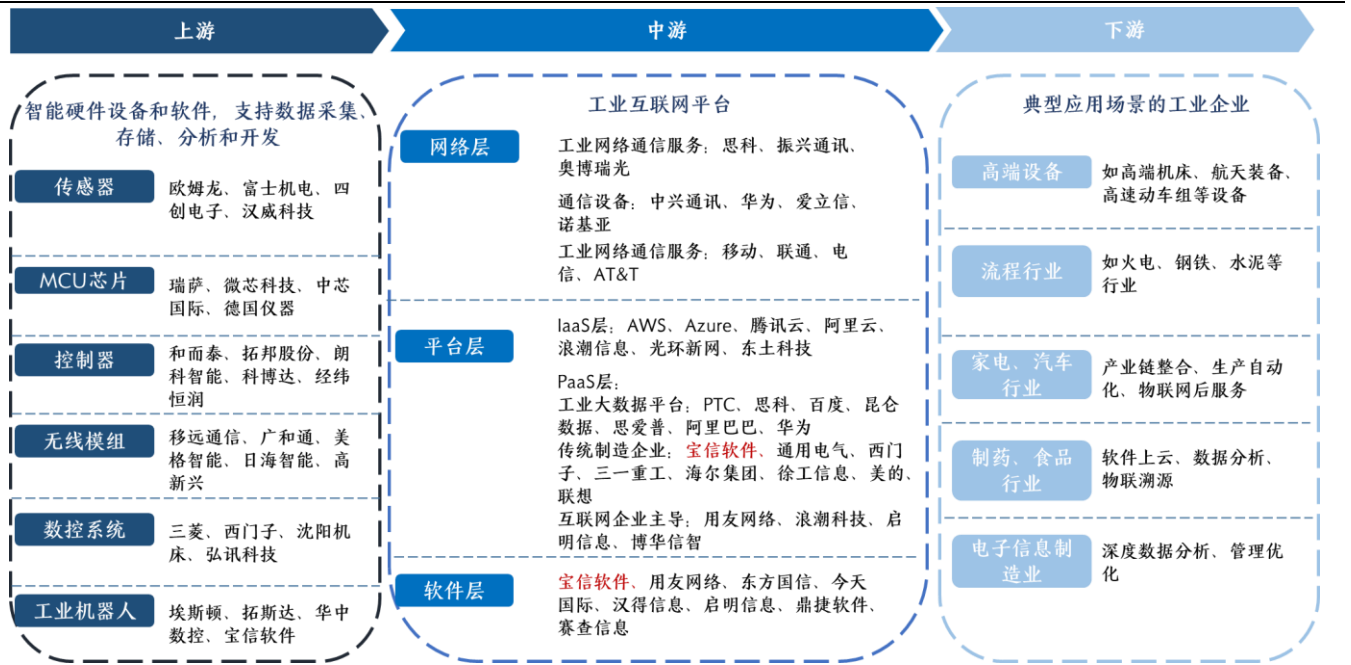 上游
智能硬件设备和软件，支持数据采集、
存储、分析和开发
传感器
欧姆龙、富士机电、四
创电子、汉威科技
MCU芯片
瑞萨、微芯科技、中芯
国际、德国仪器
控制器
和而泰、拓邦股份、朗
科智能、科博达、经纬
恒润
无线模组
移远通信、广和通、美
格智能、日海智能、高
新兴
数控系统
三菱、西门子、沈阳机
床、弘讯科技
工业机器人
埃斯顿、拓斯达、华中
数控、宝信软件
中游
工业互联网平台
网络层
工业网络通信服务：思科、振兴通讯、
奥博瑞光
通信设备：中兴通讯、华为、爱立信、
诺基亚
工业网络通信服务：移动、联通、电
信、AT&T
平台层
IaaS层：AWS、Azure、腾讯云、阿里云、
浪潮信息、光环新网、东土科技
PaaS层：
工业大数据平台：PTC、思科、百度、昆仑
数据、思爱普、阿里巴巴、华为
传统制造企业：宝信软件、通用电气、西门
子、三一重工、海尔集团、徐工信息、美的、
联想
互联网企业主导：用友网络、浪潮科技、启
明信息、博华信智
软件层
宝信软件、用友网络、东方国信、今天
国际、汉得信息、启明信息、鼎捷软件、
赛查信息
下游
典型应用场景的工业企业
高端设备
如高端机床、航天装备、
高速动车组等设备
流程行业
如火电、钢铁、水泥等
行业
家电、汽车
行业
产业链整合、生产自动
化、物联网后服务
制药、食品
行业
软件上云、数据分析、
物联溯源
电子信息制
造业
深度数据分析、管理优
化